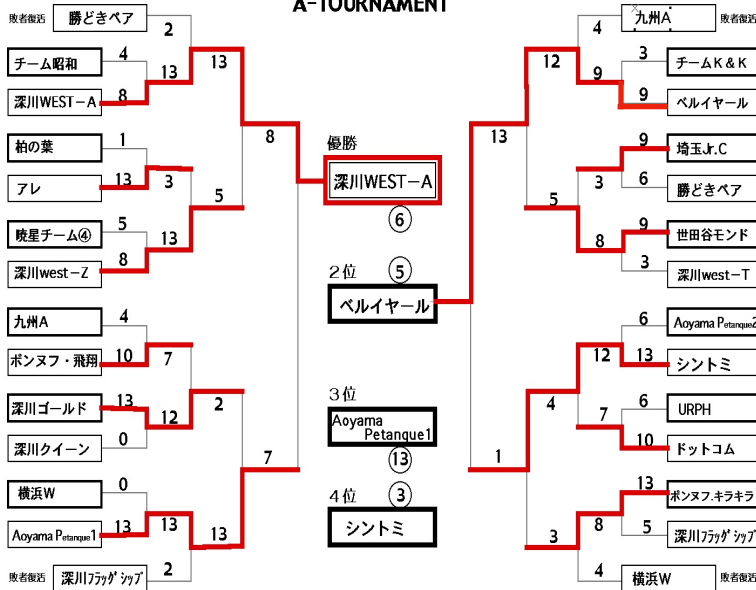 A-TOURNAMENT
敗者復活 勝どきペア 2
チーム昭和 4
13 13
深川WEST-A 8
8
柏の葉 1
3
アレ 13
5
暁星チーム④ 5
13
深川west-Z 8
九州A 4
7
ポンヌフ・飛翔 10
2
深川ゴールド 13
12
深川クイーン 0
7
横浜W 0
13
Aoyama Petanque1 13
13
敗者復活 深川フラッグシップ 2
優勝
深川WEST-A
⑥
2位 ⑤
ベルイヤール
3位
Aoyama
Petanque1
⑬
4位 ③
シントミ
4 九州A 敗者復活
12
3 チームK&K
9
9 ベルイヤール
13
9 埼玉Jr.C
3
6 勝どきペア
5
9 世田谷モンド
8
3 深川west-T
6 Aoyama Petanque2
12
13 シントミ
4
6 URPH
7
10 ドットコム
1
13 ポンヌフ.キラキラ
8
5 深川フラッグシップ
3
4 横浜W 敗者復活